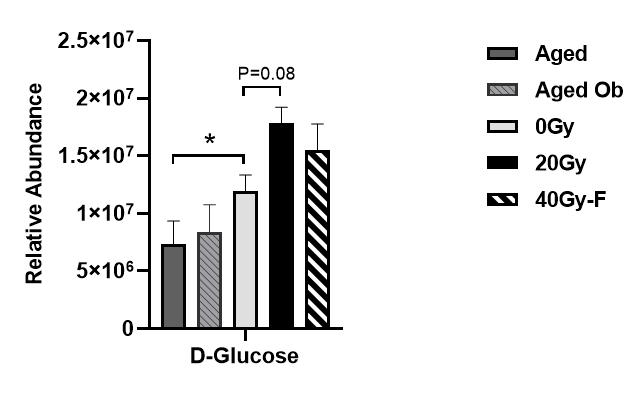 2.5×10⁷
2×10⁷
1.5×10⁷
1×10⁷
5×10⁶
0
Relative Abundance
*
P=0.08
D-Glucose
Aged
Aged Ob
0Gy
20Gy
40Gy-F